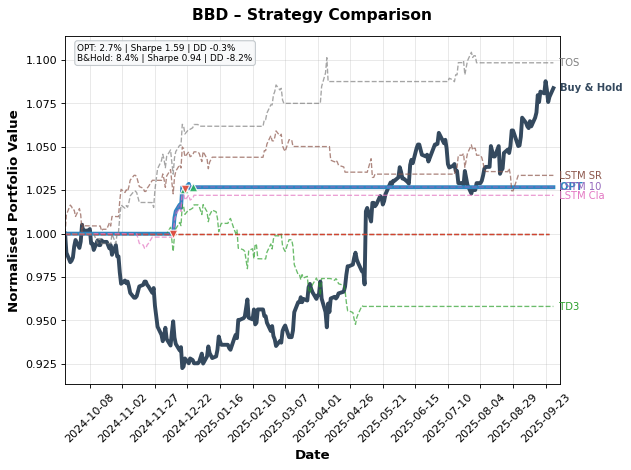 BBD – Strategy Comparison
OPT: 2.7% | Sharpe 1.59 | DD -0.3%
B&Hold: 8.4% | Sharpe 0.94 | DD -8.2%
Normalised Portfolio Value
1.100
1.075
1.050
1.025
1.000
0.975
0.950
0.925
TOS
Buy & Hold
LSTM SR
OPT
10
LSTM Cla
TD3
2024-10-08
2024-11-02
2024-11-27
2024-12-22
2025-01-16
2025-02-10
2025-03-07
2025-04-01
2025-04-26
2025-05-21
2025-06-15
2025-07-10
2025-08-04
2025-08-29
2025-09-23
Date